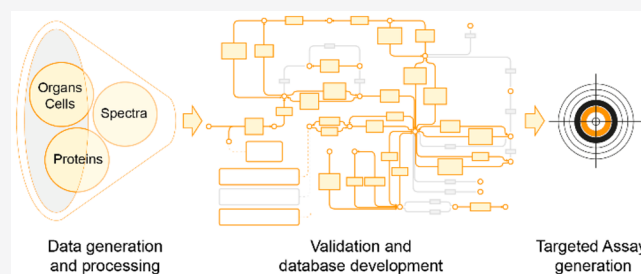 Organs
Cells
Spectra
Proteins
Data generation
and processing
Validation and
database development
Targeted Assay
generation